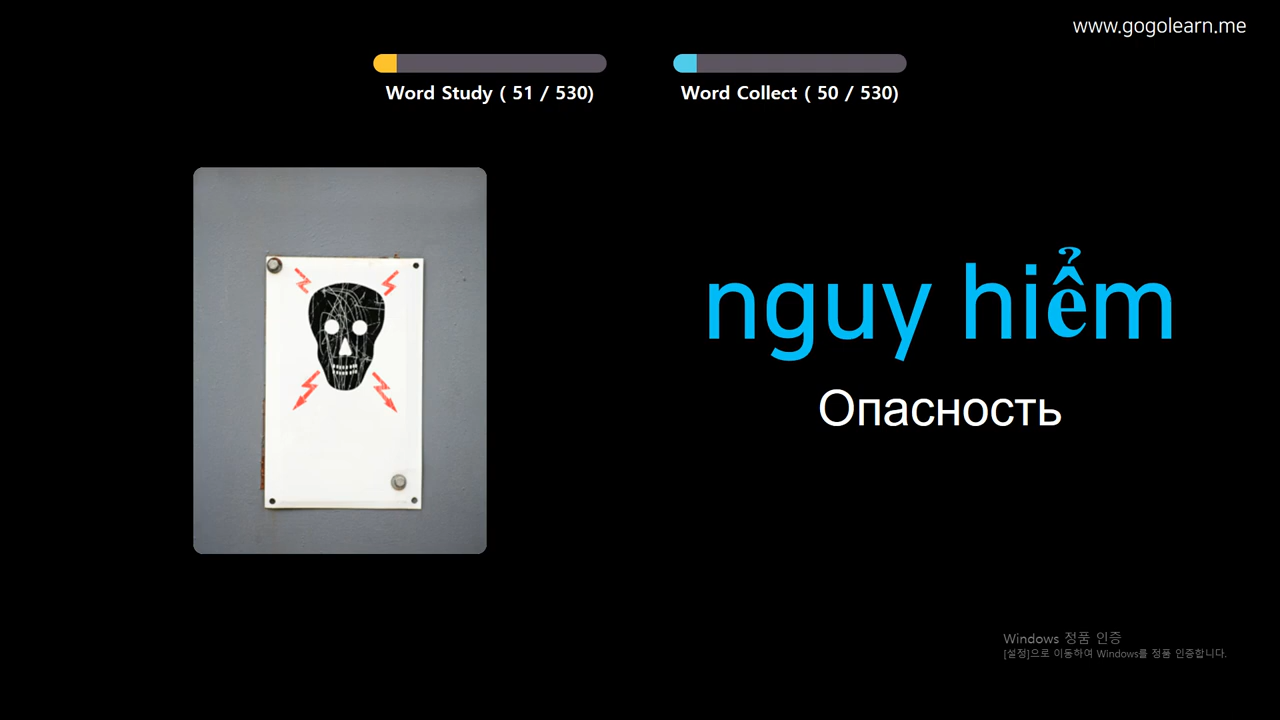 www.gogolearn.me
Word Study ( 51 / 530)
Word Collect ( 50 / 530)
nguy hiểm
Опасность
Windows 정품 인증
[설정]으로 이동하여 Windows를 정품 인증합니다.